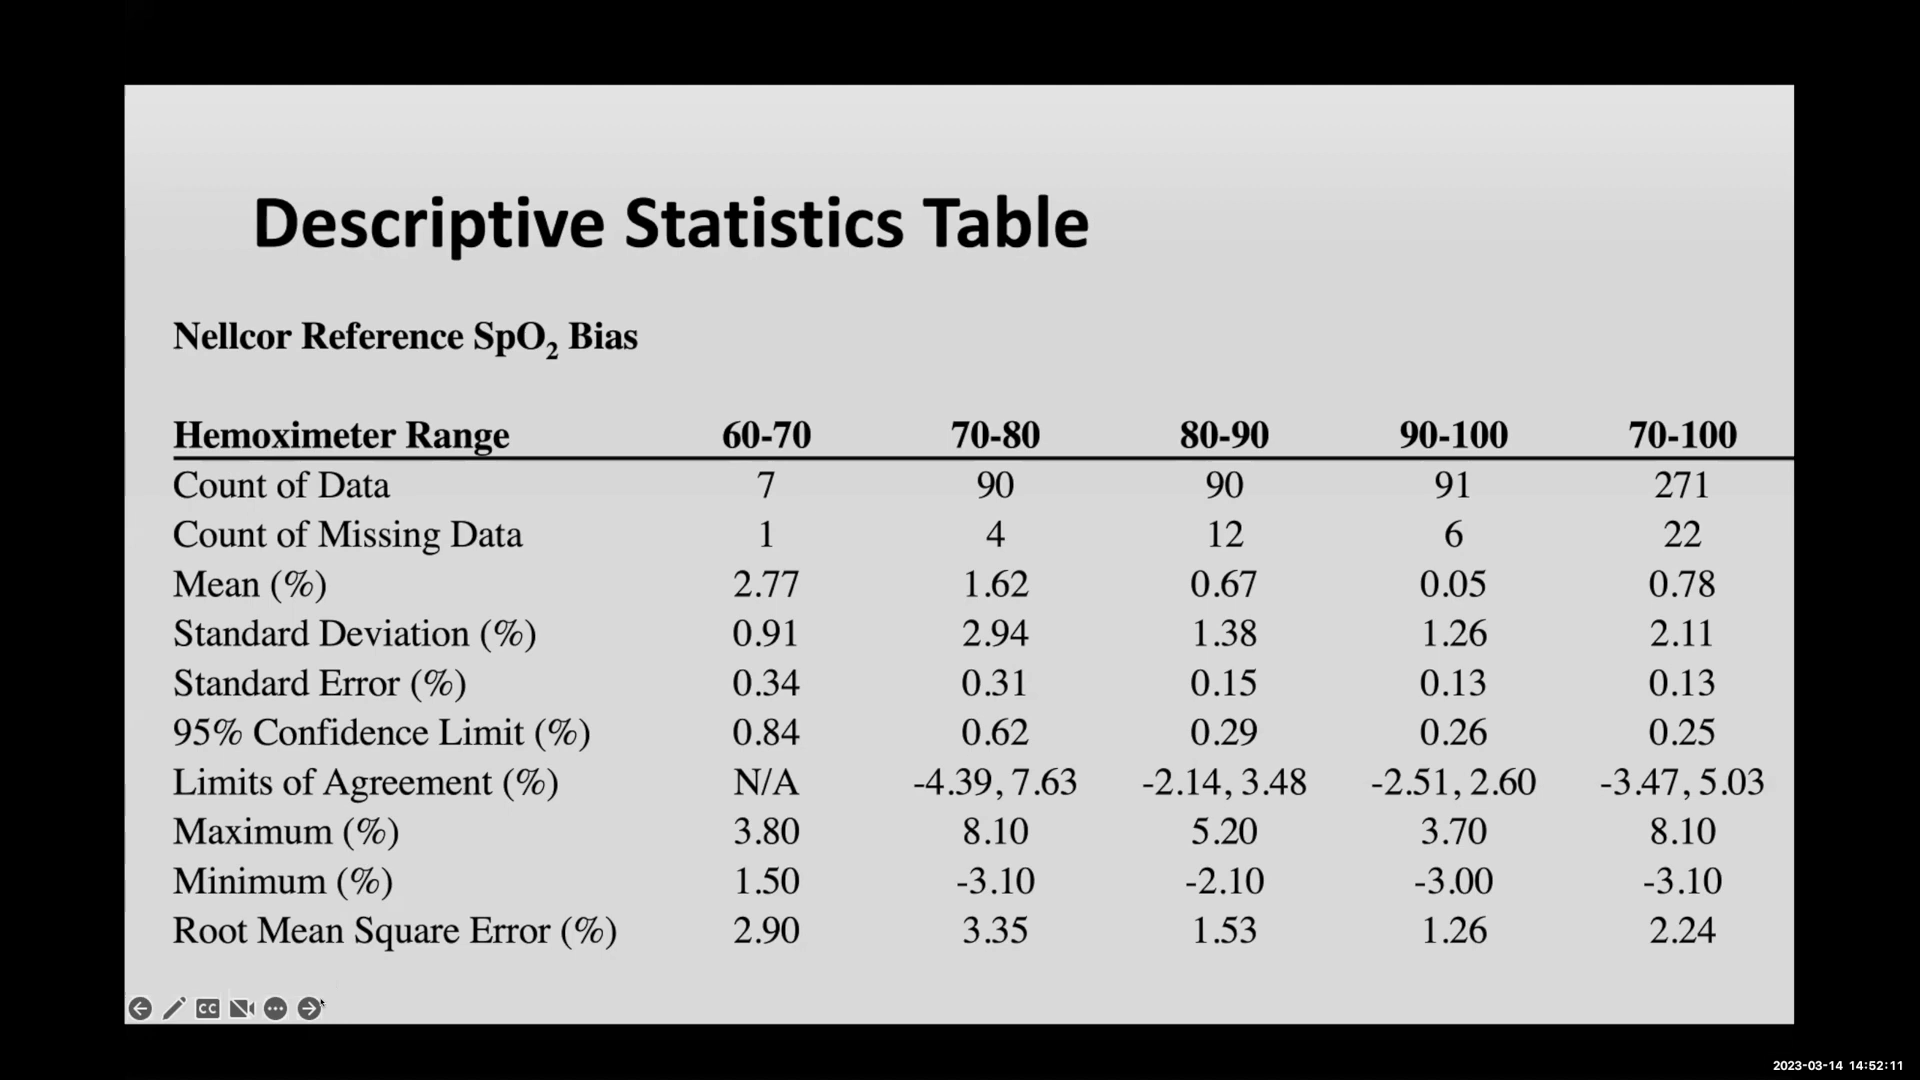 Descriptive Statistics Table
Nellcor Reference SpO₂ Bias
Hemoximeter Range 60-70 70-80 80-90 90-100 70-100
Count of Data 7 90 90 91 271
Count of Missing Data 1 4 12 6 22
Mean (%) 2.77 1.62 0.67 0.05 0.78
Standard Deviation (%) 0.91 2.94 1.38 1.26 2.11
Standard Error (%) 0.34 0.31 0.15 0.13 0.13
95% Confidence Limit (%) 0.84 0.62 0.29 0.26 0.25
Limits of Agreement (%) N/A -4.39, 7.63 -2.14, 3.48 -2.51, 2.60 -3.47, 5.03
Maximum (%) 3.80 8.10 5.20 3.70 8.10
Minimum (%) 1.50 -3.10 -2.10 -3.00 -3.10
Root Mean Square Error (%) 2.90 3.35 1.53 1.26 2.24
CC
2023-03-14 14:52:11